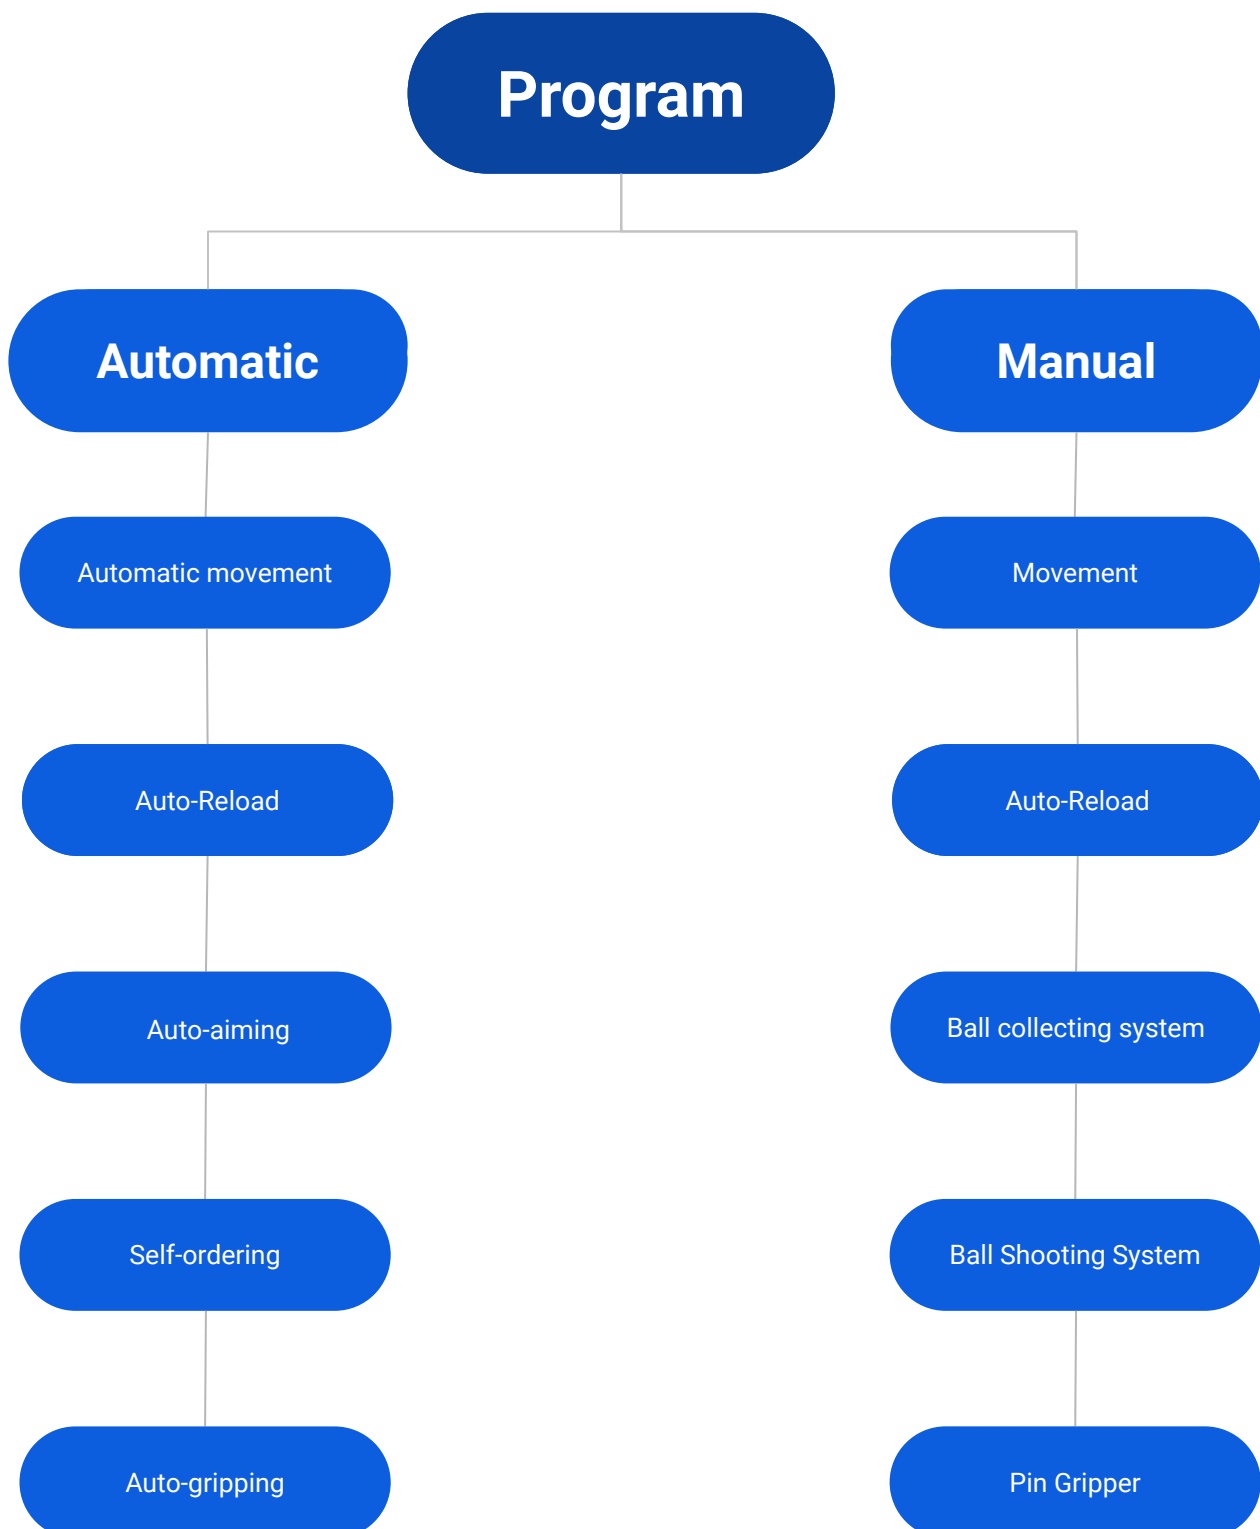 Program
Automatic
Manual
Automatic movement
Movement
Auto-Reload
Auto-Reload
Auto-aiming
Ball collecting system
Self-ordering
Ball Shooting System
Auto-gripping
Pin Gripper